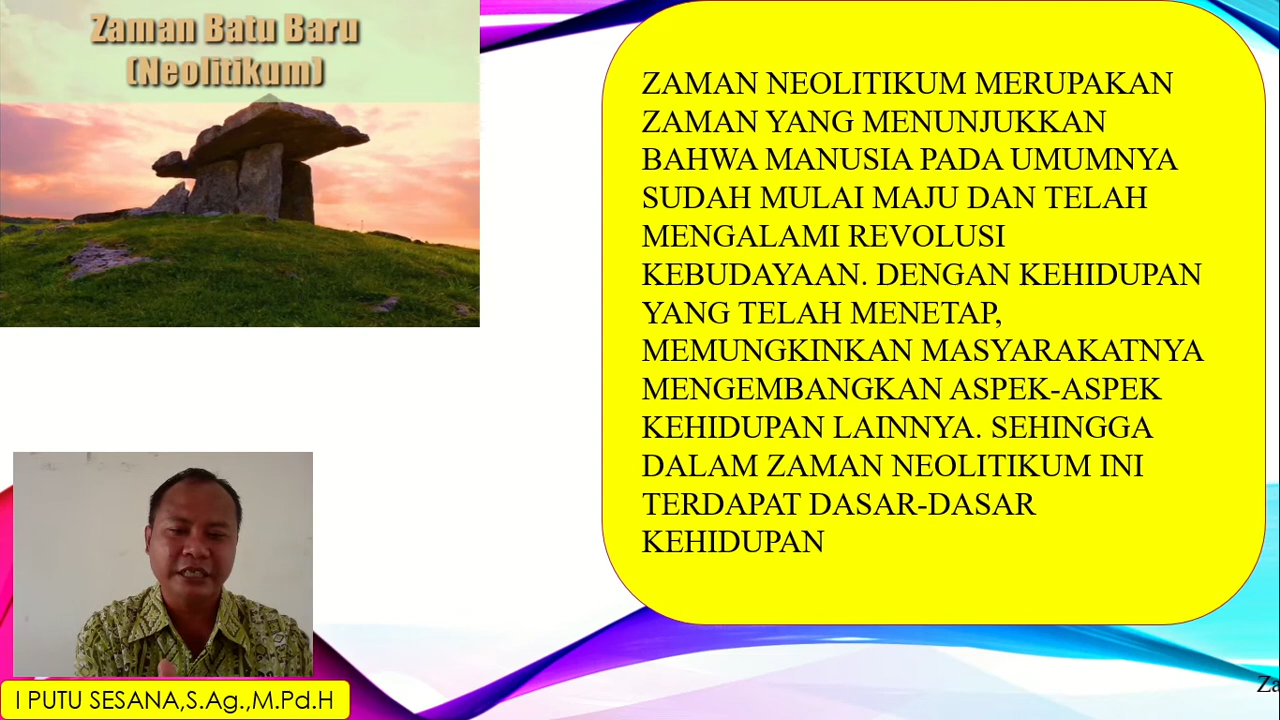 Zaman Batu Baru
(Neolitikum)
ZAMAN NEOLITIKUM MERUPAKAN
ZAMAN YANG MENUNJUKKAN
BAHWA MANUSIA PADA UMUMNYA
SUDAH MULAI MAJU DAN TELAH
MENGALAMI REVOLUSI
KEBUDAYAAN. DENGAN KEHIDUPAN
YANG TELAH MENETAP,
MEMUNGKINKAN MASYARAKATNYA
MENGEMBANGKAN ASPEK-ASPEK
KEHIDUPAN LAINNYA. SEHINGGA
DALAM ZAMAN NEOLITIKUM INI
TERDAPAT DASAR-DASAR
KEHIDUPAN
I PUTU SESANA,S.Ag.,M.Pd.H